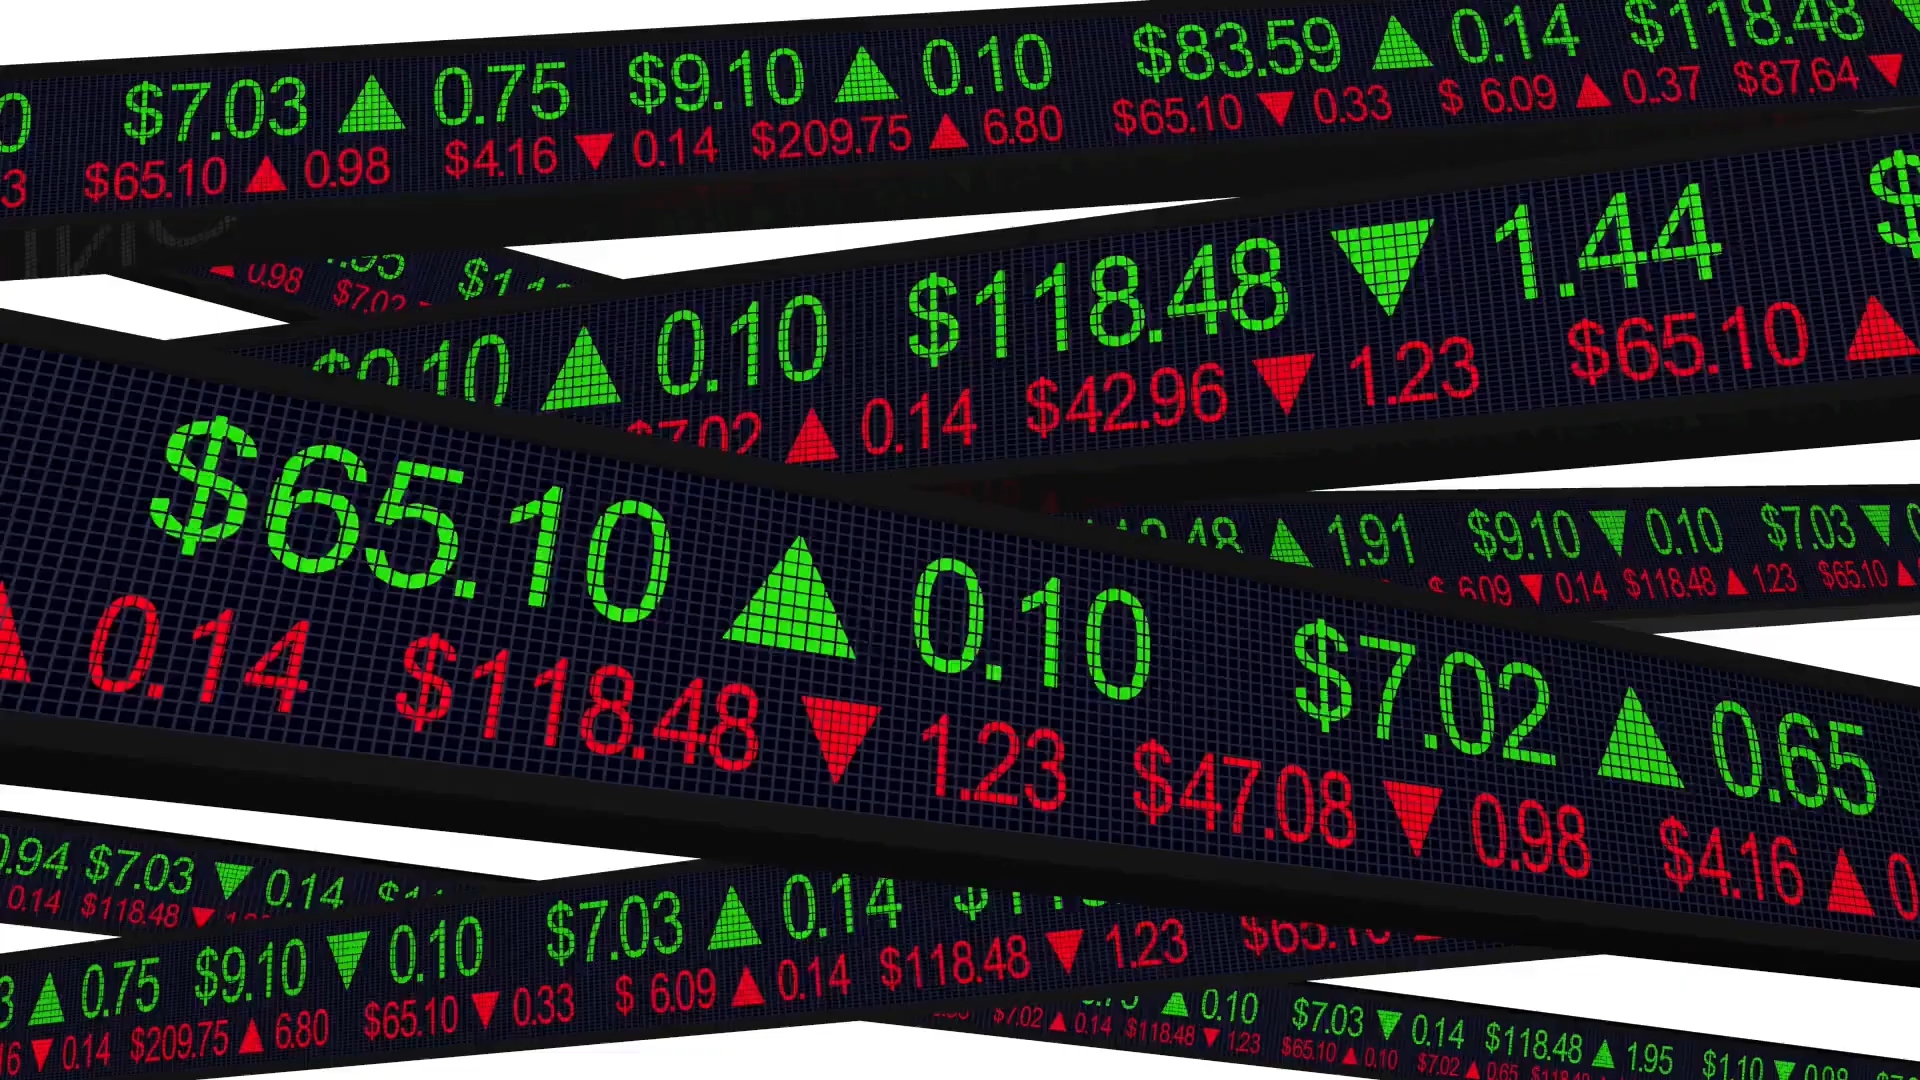 $7.03 ▲ 0.75 $9.10 ▲ 0.10 $83.59 ▲ 0.14 $118.48
$65.10 ▲ 0.98 $4.16 ▼ 0.14 $209.75 ▲ 6.80 $65.10 ▼ 0.33 $ 6.09 ▲ 0.37 $87.64 ▼
▲ 0.98
▲ 0.10 $118.48 ▼ 1.44
▲ 0.14 $42.96 ▼ 1.23 $65.10 ▲
$65.10 ▲ 0.10 $7.02 ▲ 0.65
▲ 0.14 $118.48 ▼ 1.23 $47.08 ▼ 0.98 $4.16 ▲
▲ 1.91 $9.10 ▼ 0.10 $7.03 ▼
▼ 0.14 $118.48 ▲ 1.23 $65.10 ▲
$7.03 ▼ 0.14
0.14 $118.48 ▼
▲ 0.75 $9.10 ▼ 0.10 $7.03 ▲ 0.14
▼ 0.14 $209.75 ▲ 6.80 $65.10 ▼ 0.33 $ 6.09 ▲ 0.14 $118.48 ▼ 1.23
▲ 0.10 $7.03 ▼ 0.14 $118.48 ▲ 1.95 $1.10 ▼
$7.02 ▲ 0.14 $118.48 ▼ 1.23 $65.10 ▲ 0.10 $7.02 ▲ 0.65